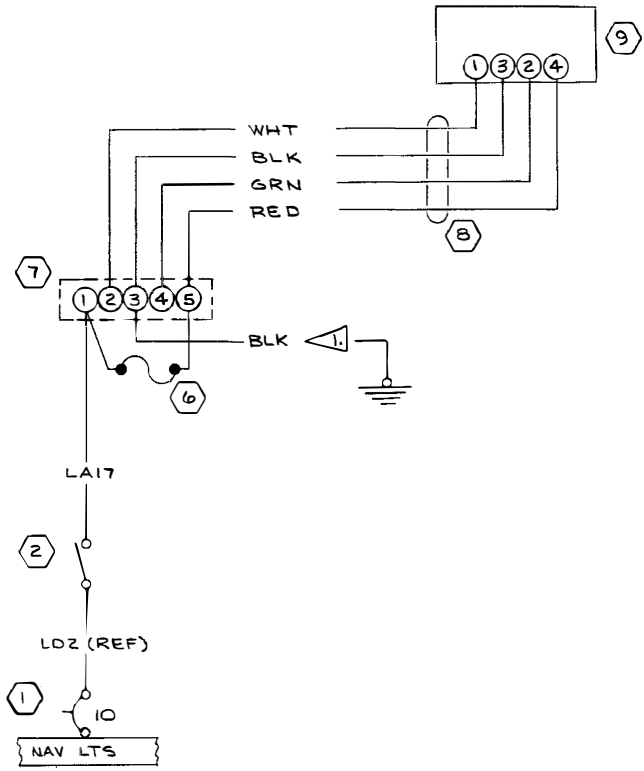 9
1 3 2 4
WHT
BLK
GRN
RED
8
7
1 2 3 4 5
BLK 1.
6
LA17
2
LD2 (REF)
1
10
NAV LTS